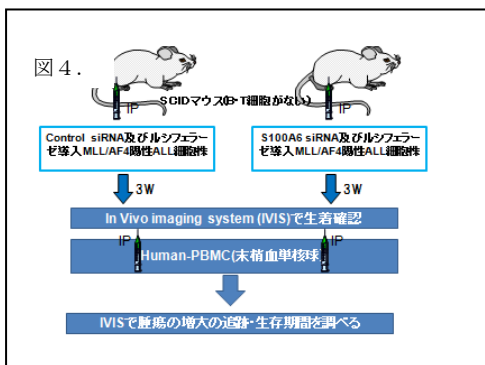 図4.
SCIDマウス(B・T細胞がない)
IP
IP
Control siRNA及びルシフェラー
ゼ導入MLL/AF4陽性ALL細胞株
S100A6 siRNA及びルシフェラー
ゼ導入MLL/AF4陽性ALL細胞株
3W
3W
In Vivo imaging system (IVIS)で生着確認
IP
IP
Human-PBMC(末梢血単核球)
IVISで腫瘍の増大の追跡・生存期間を調べる